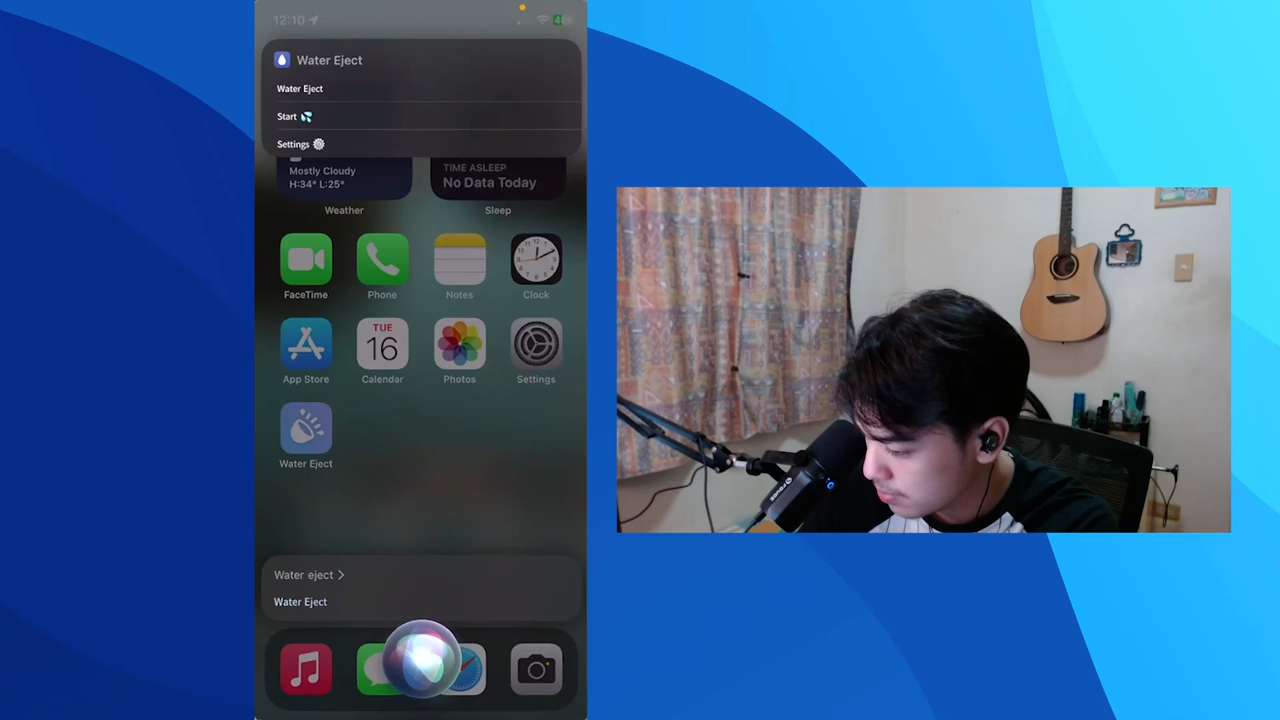 12:10
Water Eject
Water Eject
Start
Settings
Mostly Cloudy
H:34° L:25°
TIME ASLEEP
No Data Today
Weather
Sleep
FaceTime
Phone
Notes
Clock
TUE
16
App Store
Calendar
Photos
Settings
Water Eject
Water eject
Water Eject
FDUCE